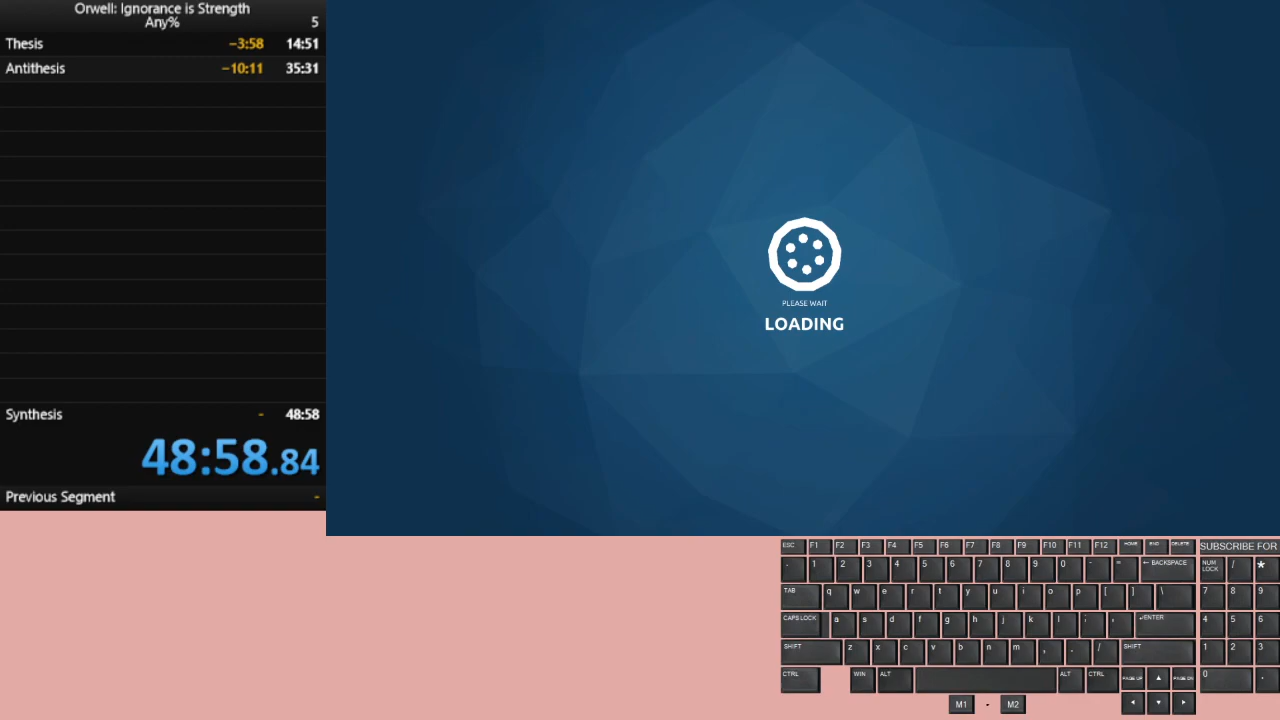 Orwell: Ignorance is Strength
Any% 5
Thesis −3:58 14:51
Antithesis −10:11 35:31
Synthesis - 48:58
48:58.84
Previous Segment -
PLEASE WAIT
LOADING
ESC F1 F2 F3 F4 F5 F6 F7 F8 F9 F10 F11 F12 HOME END DELETE SUBSCRIBE FOR
1 2 3 4 5 6 7 8 9 0 - = ← BACKSPACE NUM LOCK / *
TAB q w e r t y u i o p [ ] \ 7 8 9
CAPS LOCK a s d f g h j k l ; ' ↵ENTER 4 5 6
SHIFT z x c v b n m , . / SHIFT 1 2 3
CTRL WIN ALT ALT CTRL PAGE UP ▲ PAGE DN 0 .
M1 - M2 ◄ ▼ ►